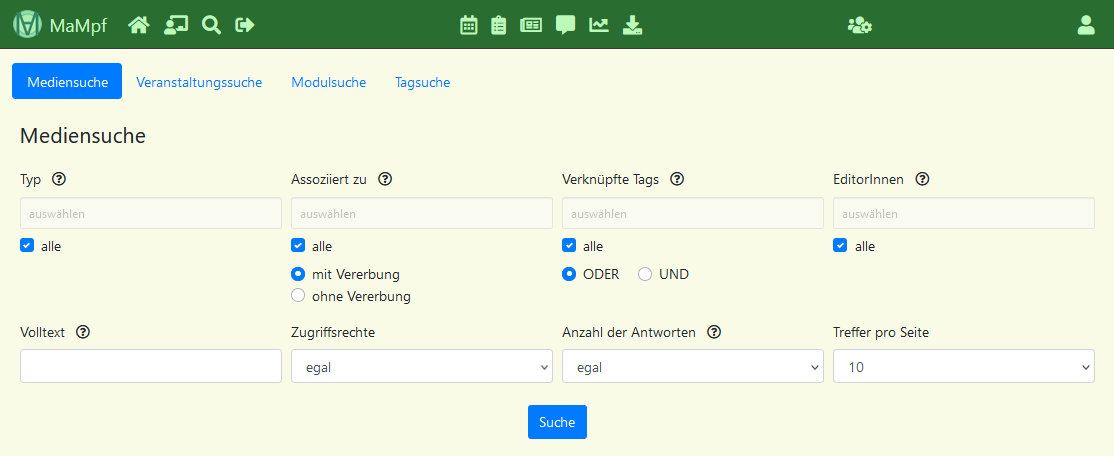 MaMpf
Mediensuche Veranstaltungssuche Modulsuche Tagsuche
Mediensuche
Typ Assoziiert zu Verknüpfte Tags EditorInnen
auswählen auswählen auswählen auswählen
alle alle alle alle
mit Vererbung ODER UND
ohne Vererbung
Volltext Zugriffsrechte Anzahl der Antworten Treffer pro Seite
egal egal 10
Suche